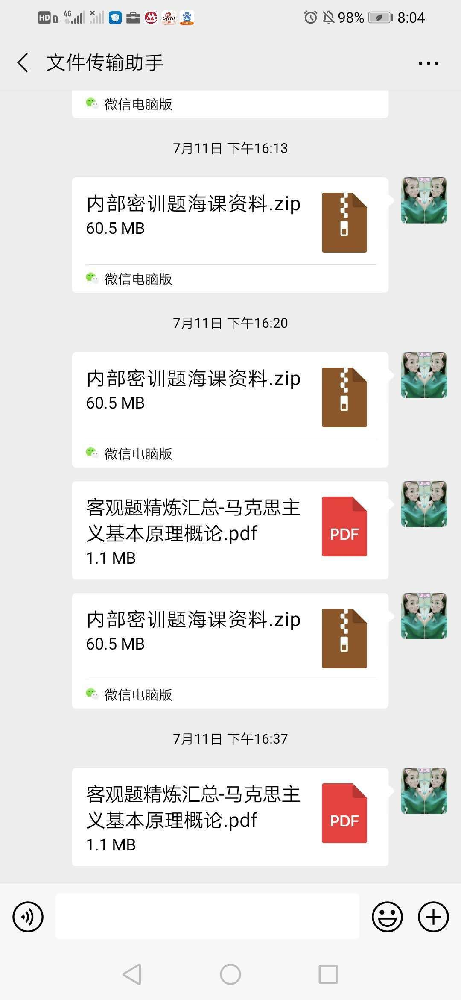 HD 1 4G 98% 8:04
文件传输助手
微信电脑版
7月11日 下午16:13
内部密训题海课资料.zip
60.5 MB
微信电脑版
7月11日 下午16:20
内部密训题海课资料.zip
60.5 MB
微信电脑版
客观题精炼汇总-马克思主
义基本原理概论.pdf
1.1 MB
PDF
内部密训题海课资料.zip
60.5 MB
微信电脑版
7月11日 下午16:37
客观题精炼汇总-马克思主
义基本原理概论.pdf
1.1 MB
PDF